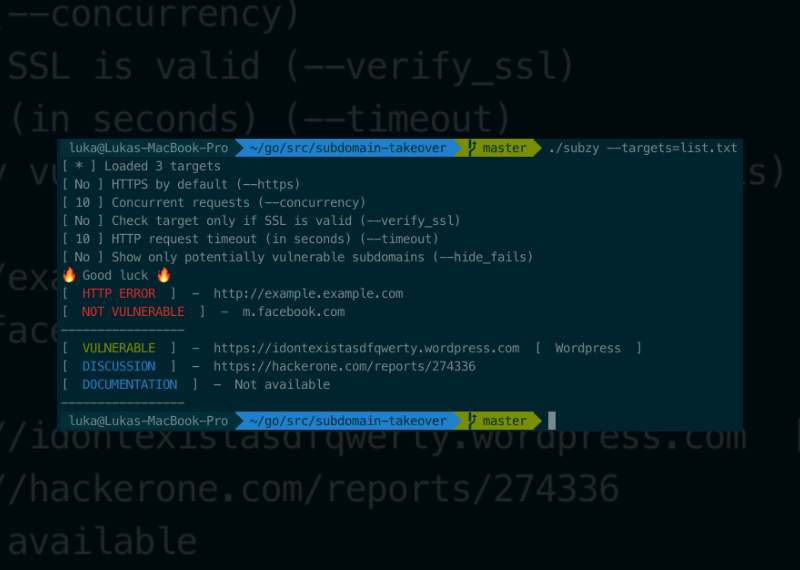 (--concurrency)
SSL is valid (--verify_ssl)
(in seconds) (--timeout)
luka@Lukas-MacBook-Pro ~/go/src/subdomain-takeover master ./subzy --targets=list.txt
[ * ] Loaded 3 targets
[ No ] HTTPS by default (--https)
[ 10 ] Concurrent requests (--concurrency)
[ No ] Check target only if SSL is valid (--verify_ssl)
[ 10 ] HTTP request timeout (in seconds) (--timeout)
[ No ] Show only potentially vulnerable subdomains (--hide_fails)
🔥 Good luck 🔥
[ HTTP ERROR ] - http://example.example.com
[ NOT VULNERABLE ] - m.facebook.com
-----------------
[ VULNERABLE ] - https://idontexistasdfqwerty.wordpress.com [ Wordpress ]
[ DISCUSSION ] - https://hackerone.com/reports/274336
[ DOCUMENTATION ] - Not available
-----------------
luka@Lukas-MacBook-Pro ~/go/src/subdomain-takeover master
//idontexistasdfqwerty.wordpress.com
//hackerone.com/reports/274336
available